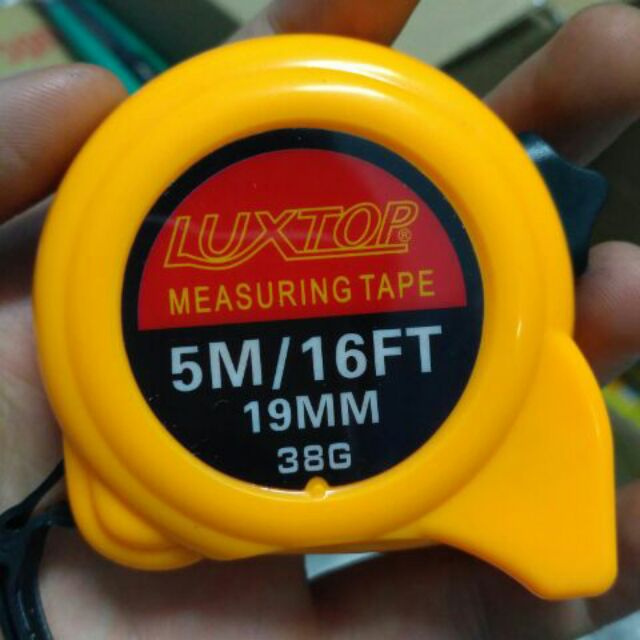 LUXTOP®
MEASURING TAPE
5M/16FT
19MM
38G